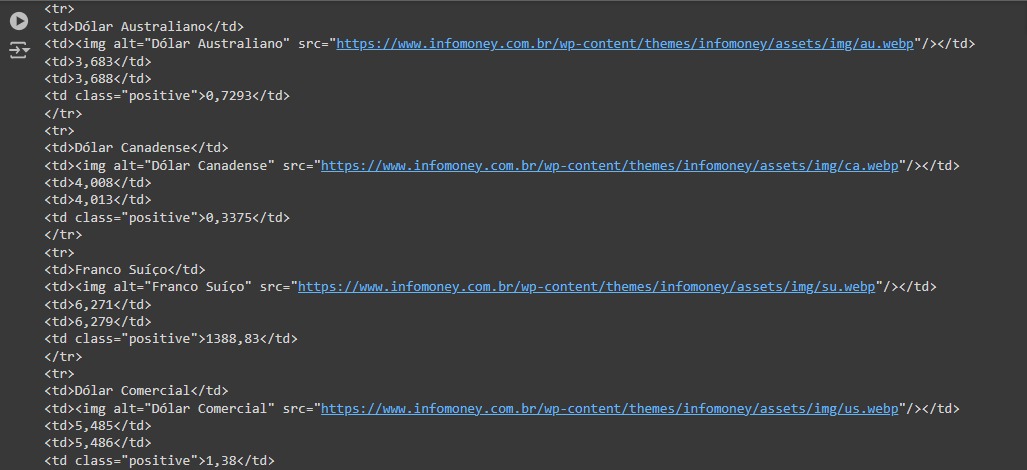 <tr>
<td>Dólar Australiano</td>
<td><img alt="Dólar Australiano" src="https://www.infomoney.com.br/wp-content/themes/infomoney/assets/img/au.webp"/></td>
<td>3,683</td>
<td>3,688</td>
<td class="positive">0,7293</td>
</tr>
<tr>
<td>Dólar Canadense</td>
<td><img alt="Dólar Canadense" src="https://www.infomoney.com.br/wp-content/themes/infomoney/assets/img/ca.webp"/></td>
<td>4,008</td>
<td>4,013</td>
<td class="positive">0,3375</td>
</tr>
<tr>
<td>Franco Suíço</td>
<td><img alt="Franco Suíço" src="https://www.infomoney.com.br/wp-content/themes/infomoney/assets/img/su.webp"/></td>
<td>6,271</td>
<td>6,279</td>
<td class="positive">1388,83</td>
</tr>
<tr>
<td>Dólar Comercial</td>
<td><img alt="Dólar Comercial" src="https://www.infomoney.com.br/wp-content/themes/infomoney/assets/img/us.webp"/></td>
<td>5,485</td>
<td>5,486</td>
<td class="positive">1,38</td>